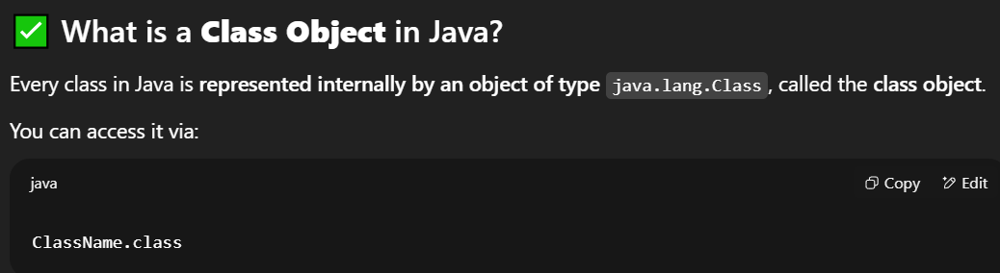 ✅ What is a Class Object in Java?
Every class in Java is represented internally by an object of type java.lang.Class, called the class object.
You can access it via:
java Copy Edit
ClassName.class